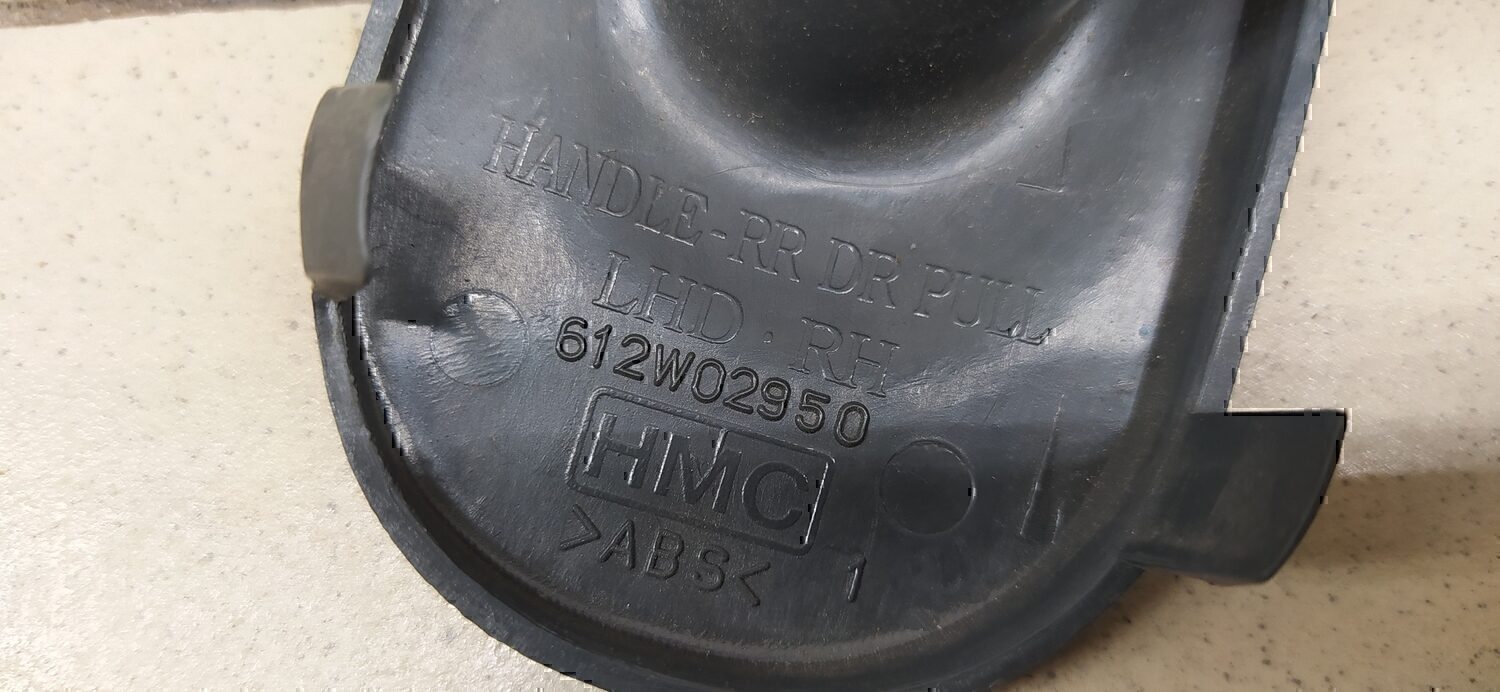 HANDLE-RR DR PULL
LHD · RH
612W02950
HMC
>ABS< 1